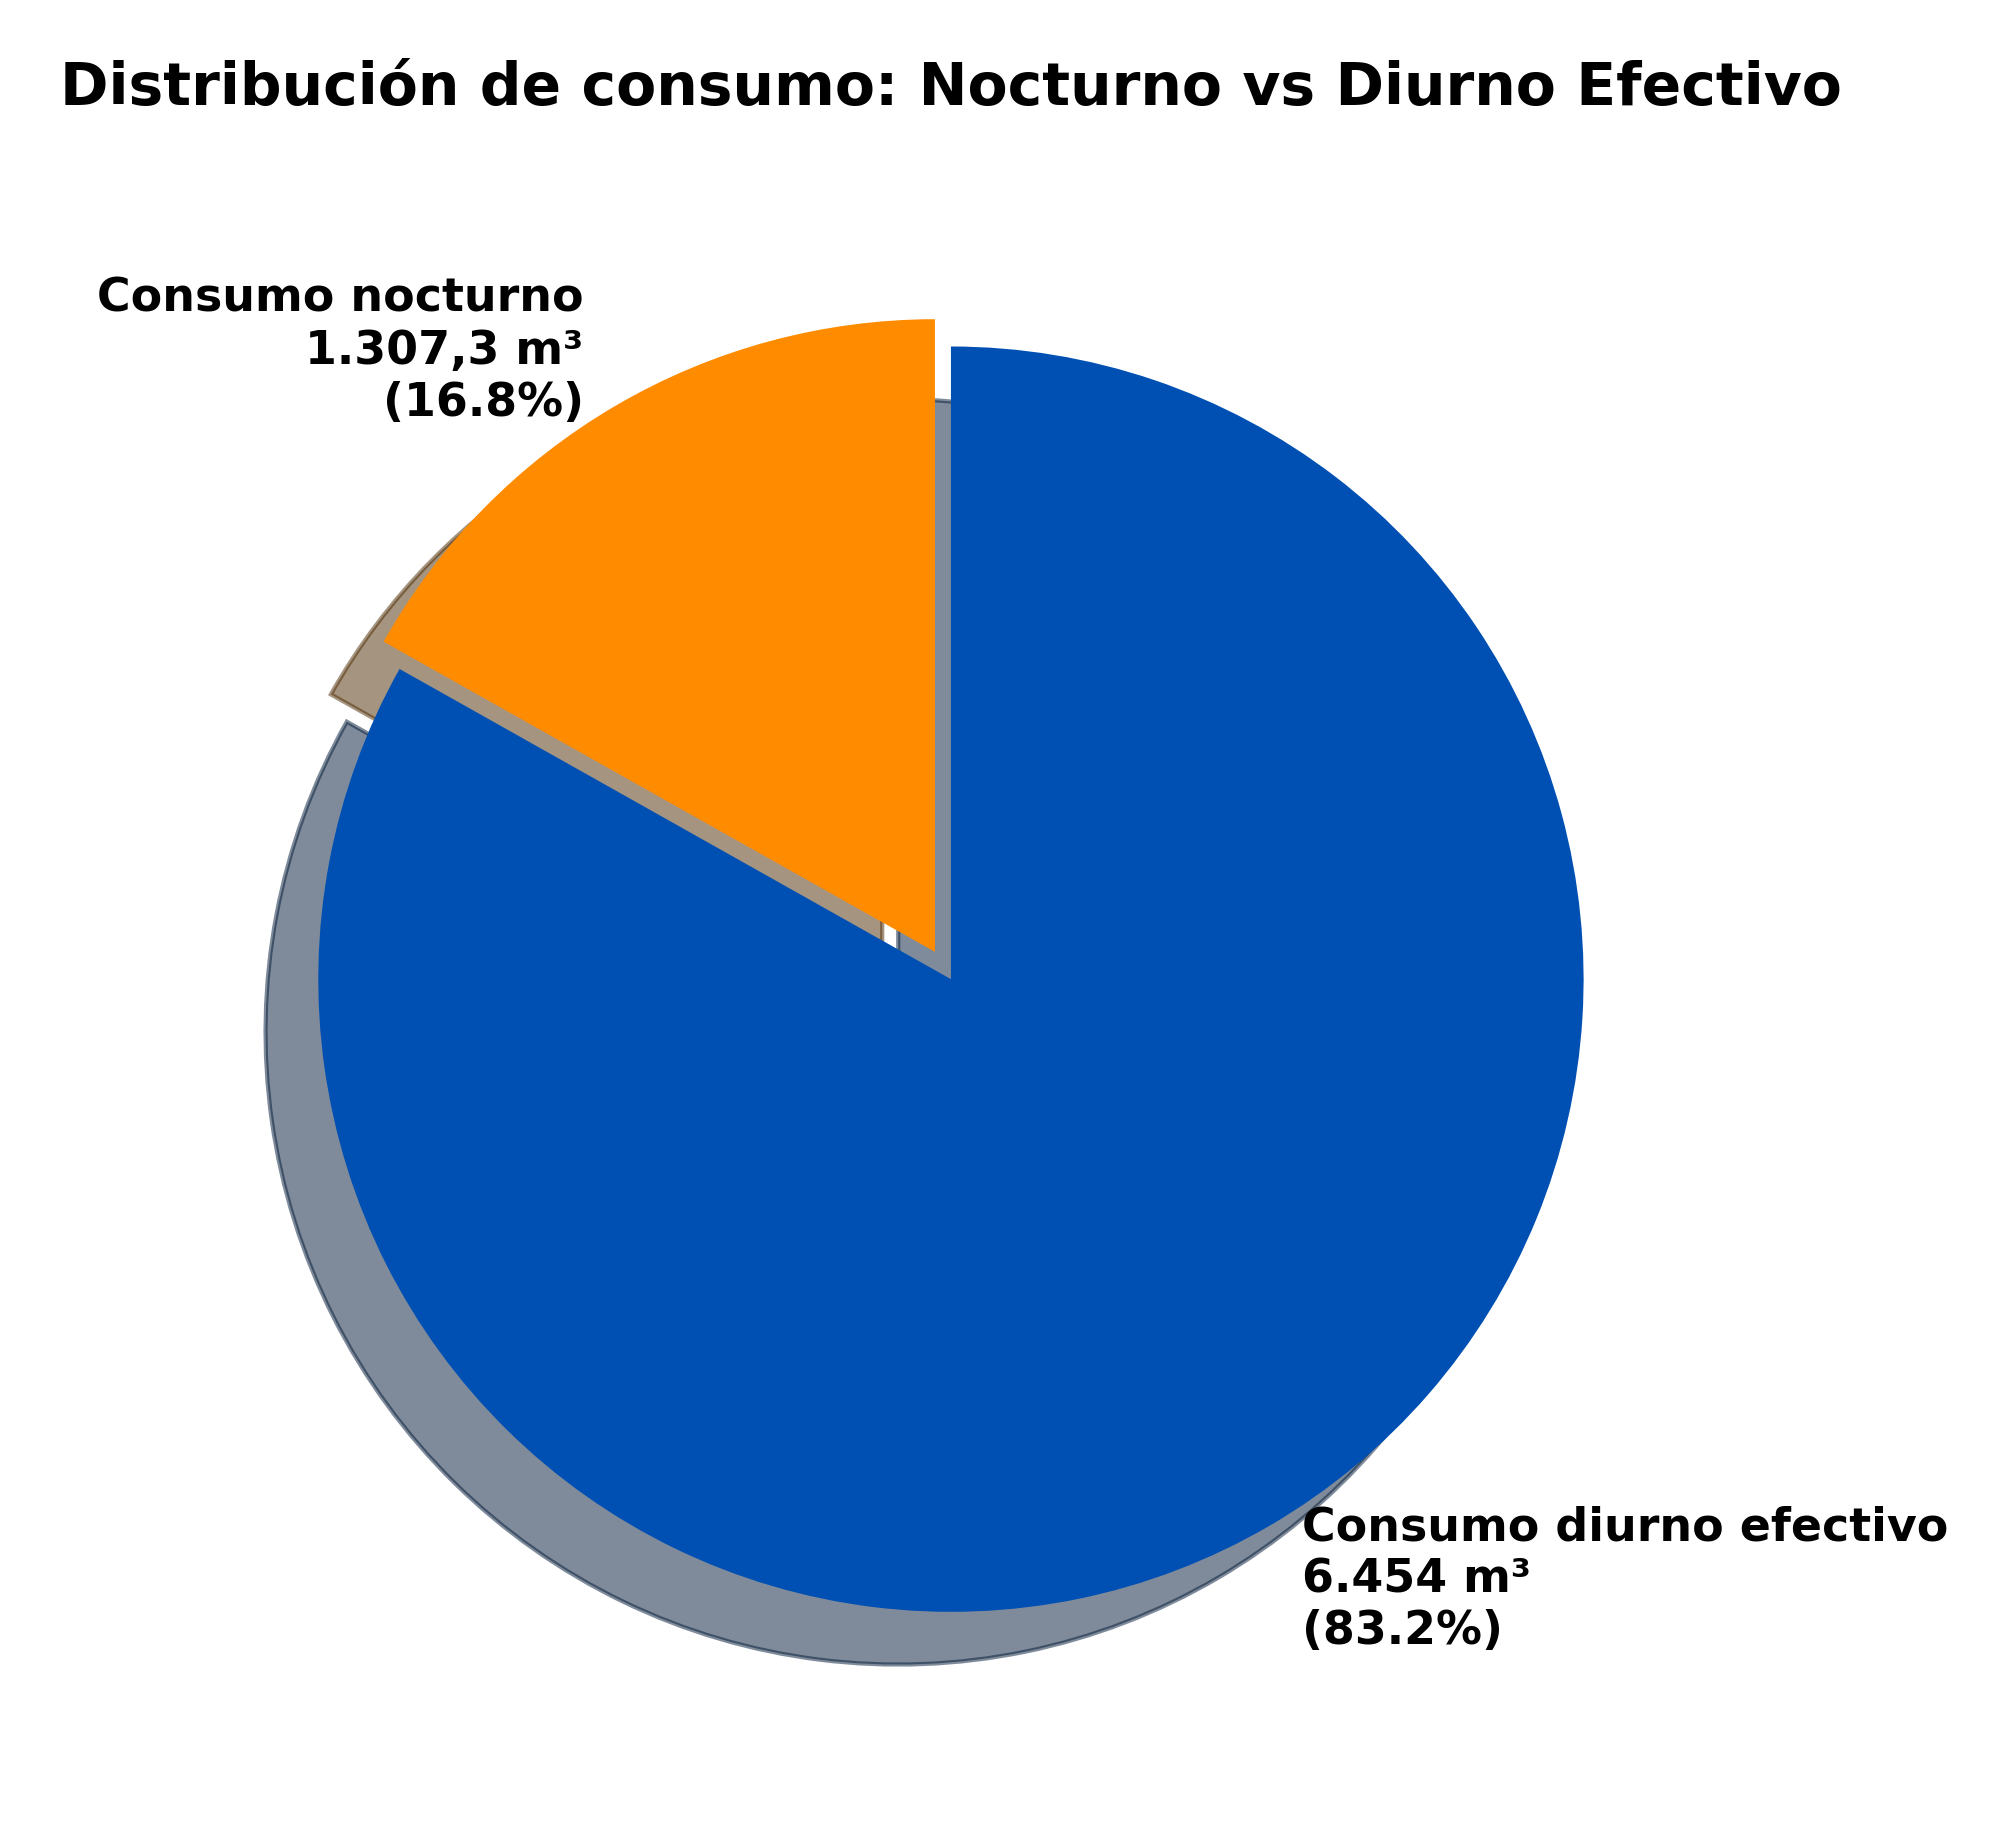 Distribución de consumo: Nocturno vs Diurno Efectivo
Consumo nocturno
1.307,3 m³
(16.8%)
Consumo diurno efectivo
6.454 m³
(83.2%)